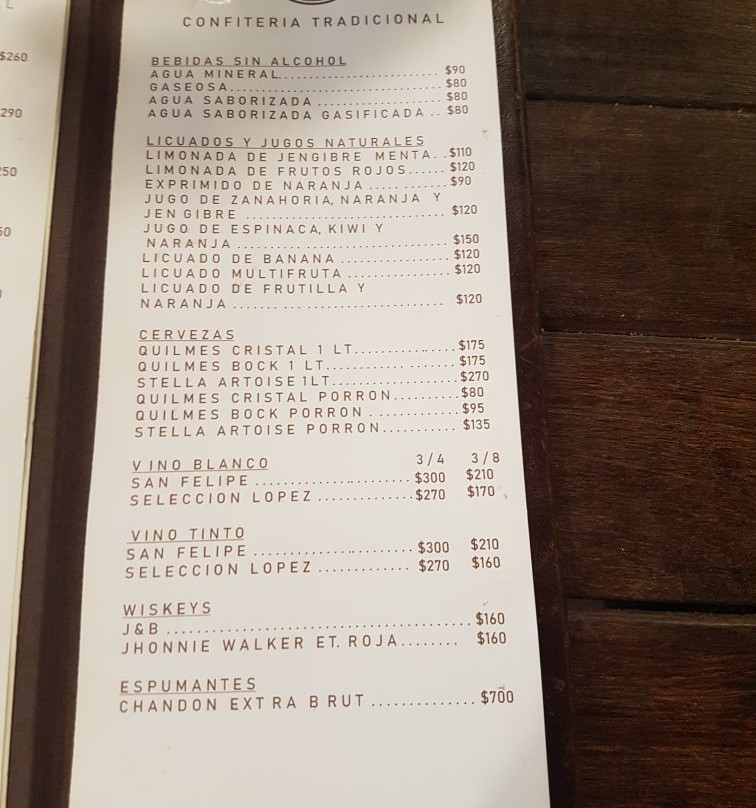 L
$260
290
50
50
CONFITERIA TRADICIONAL
BEBIDAS SIN ALCOHOL
AGUA MINERAL........................ $90
GASEOSA................................. $80
AGUA SABORIZADA ................... $80
AGUA SABORIZADA GASIFICADA .. $80
LICUADOS Y JUGOS NATURALES
LIMONADA DE JENGIBRE MENTA. .$110
LIMONADA DE FRUTOS ROJOS...... $120
EXPRIMIDO DE NARANJA ........... $90
JUGO DE ZANAHORIA, NARANJA Y
JENGIBRE ............................... $120
JUGO DE ESPINACA, KIWI Y
NARANJA ................................ $150
LICUADO DE BANANA ................ $120
LICUADO MULTIFRUTA ............... $120
LICUADO DE FRUTILLA Y
NARANJA ................................ $120
CERVEZAS
QUILMES CRISTAL 1 LT............... $175
QUILMES BOCK 1 LT................... $175
STELLA ARTOISE 1LT................... $270
QUILMES CRISTAL PORRON.......... $80
QUILMES BOCK PORRON ............ $95
STELLA ARTOISE PORRON.......... $135
VINO BLANCO 3/4 3/8
SAN FELIPE ........................ $300 $210
SELECCION LOPEZ ............. $270 $170
VINO TINTO
SAN FELIPE ........................ $300 $210
SELECCION LOPEZ ............ $270 $160
WISKEYS
J&B ........................................ $160
JHONNIE WALKER ET. ROJA........ $160
ESPUMANTES
CHANDON EXTRA BRUT .............. $700